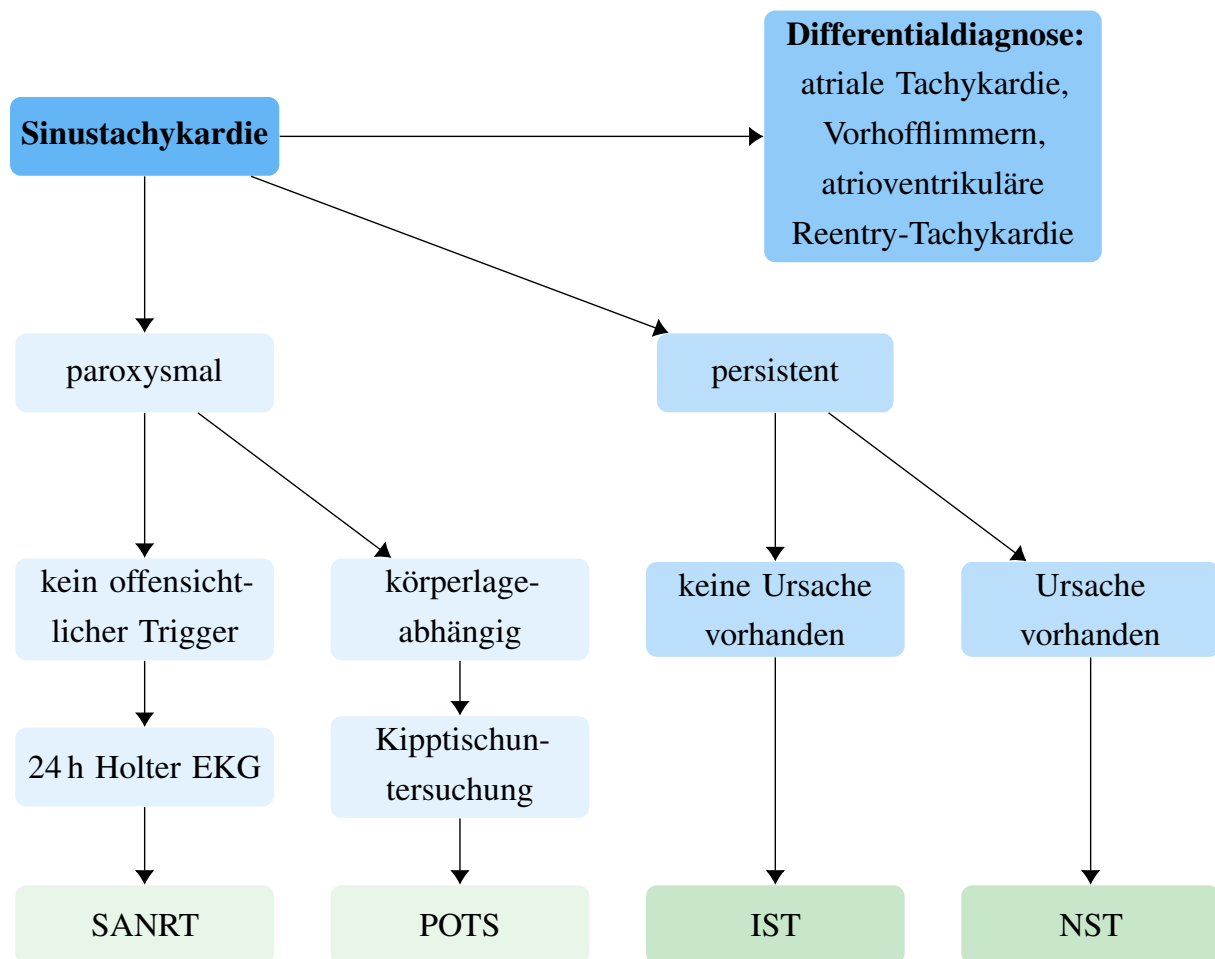 Differentialdiagnose:
atriale Tachykardie,
Vorhofflimmern,
atrioventrikuläre
Reentry-Tachykardie
Sinustachykardie
paroxysmal
persistent
kein offensicht-
licher Trigger
körperlage-
abhängig
keine Ursache
vorhanden
Ursache
vorhanden
24 h Holter EKG
Kipptischun-
tersuchung
SANRT
POTS
IST
NST